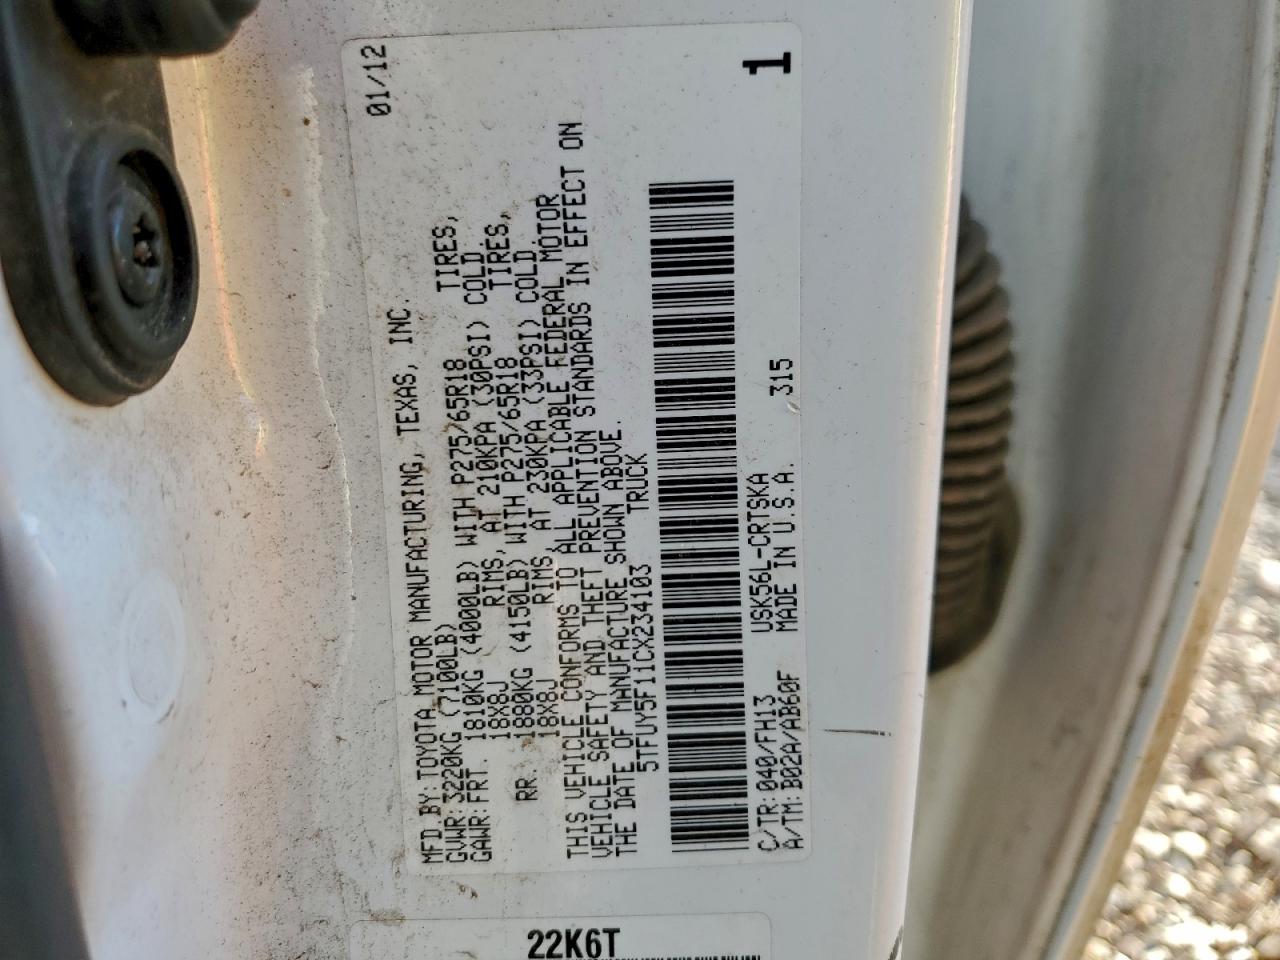 MFD.BY:TOYOTA MOTOR MANUFACTURING, TEXAS, INC. 01/12
GVWR:3220KG (7100LB)
GAWR:FRT. 1810KG (4000LB) WITH P275/65R18 TIRES,
18X8J RIMS, AT 210KPA (30PSI) COLD.
RR. 1880KG (4150LB) WITH P275/65R18 TIRES,
18X8J RIMS, AT 230KPA (33PSI) COLD.
THIS VEHICLE CONFORMS TO ALL APPLICABLE FEDERAL MOTOR
VEHICLE SAFETY AND THEFT PREVENTION STANDARDS IN EFFECT ON
THE DATE OF MANUFACTURE SHOWN ABOVE.
5TFUY5F11CX234103 TRUCK
C/TR:040/FH13 USK56L-CRTSKA
A/TM:B02A/AB60F MADE IN U.S.A. 315
1
22K6T